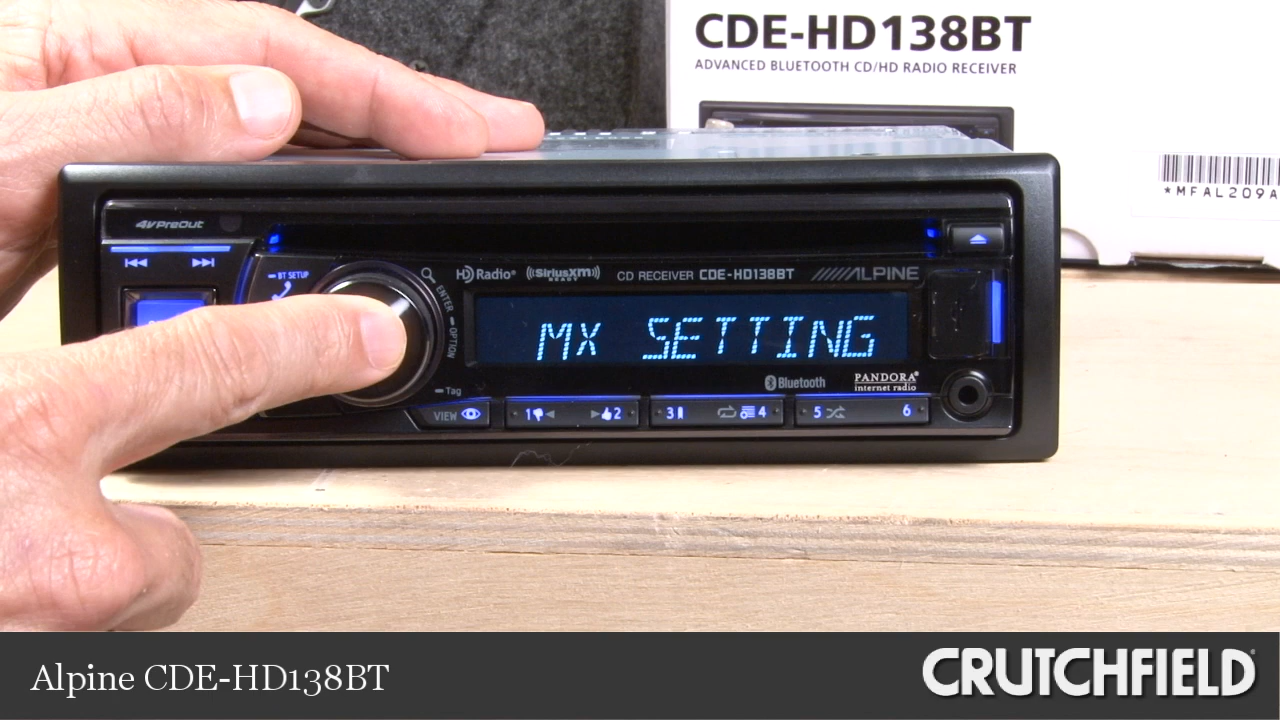 CDE-HD138BT
ADVANCED BLUETOOTH CD/HD RADIO RECEIVER
*MFAL209A
4V PreOut
BT SETUP
HD Radio®
((SiriusXM))
READY
CD RECEIVER CDE-HD138BT
ALPINE
ENTER
OPTION
MX SETTING
Tag
Bluetooth
PANDORA®
internet radio
VIEW
1
2
3
4
5
6
Alpine CDE-HD138BT
CRUTCHFIELD